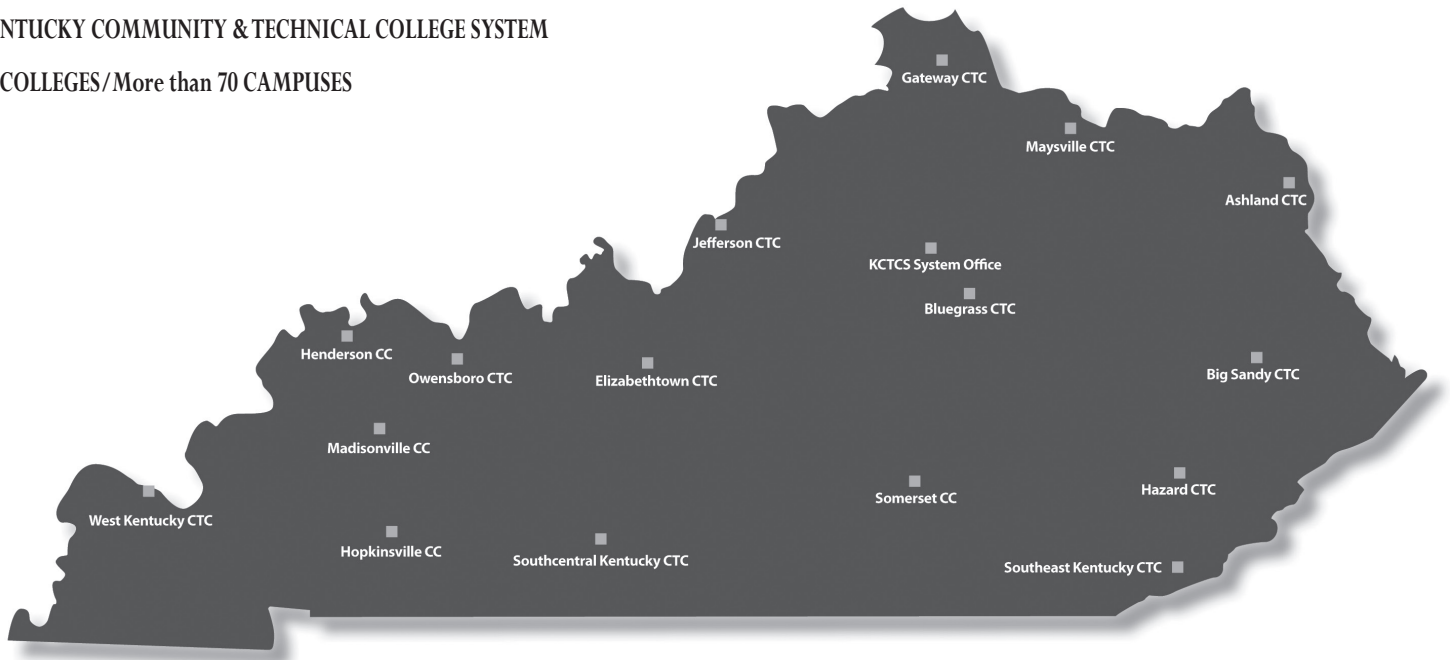 NTUCKY COMMUNITY & TECHNICAL COLLEGE SYSTEM
COLLEGES/More than 70 CAMPUSES
Gateway CTC
Maysville CTC
Ashland CTC
Jefferson CTC
KCTCS System Office
Bluegrass CTC
Henderson CC
Owensboro CTC
Elizabethtown CTC
Big Sandy CTC
Madisonville CC
Somerset CC
Hazard CTC
West Kentucky CTC
Hopkinsville CC
Southcentral Kentucky CTC
Southeast Kentucky CTC